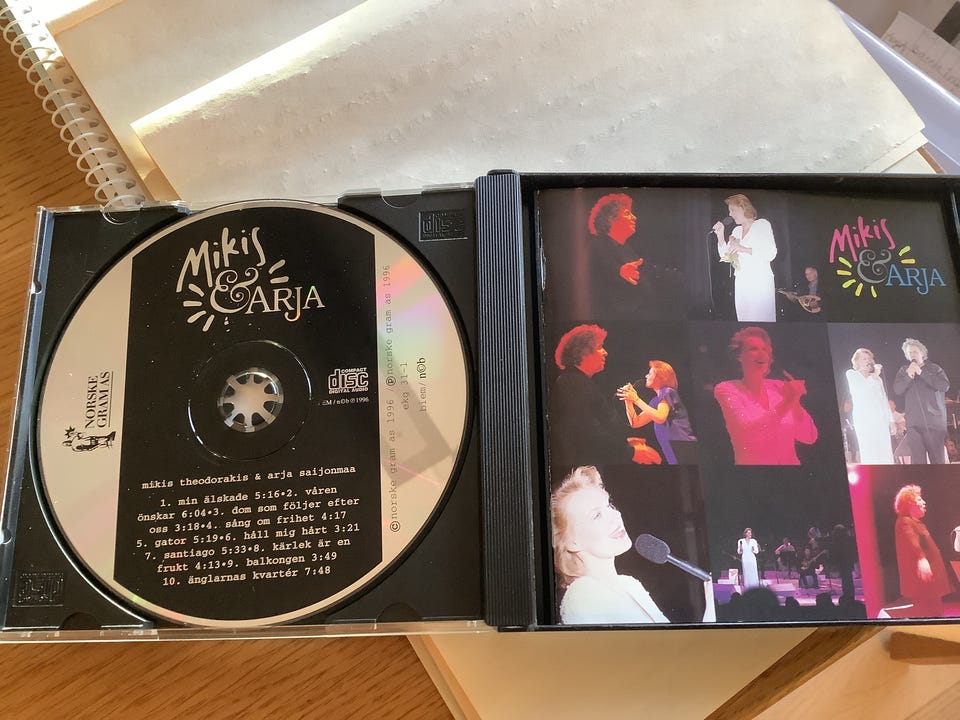 Mikis
& ARJA
NORSKE
GRAM AS
COMPACT
disc
DIGITAL AUDIO
EM / n©b ℗ 1996
©norske gram as 1996 /℗norske gram as 1996
ekg 31-1
biem/ n©b
mikis theodorakis & arja saijonmaa
1. min älskade 5:16•2. våren
önskar 6:04•3. dom som följer efter
oss 3:18•4. sång om frihet 4:17
5. gator 5:19•6. håll mig hårt 3:21
7. santiago 5:33•8. kärlek är en
frukt 4:13•9. balkongen 3:49
10. änglarnas kvartér 7:48
disc
Mikis
& ARJA